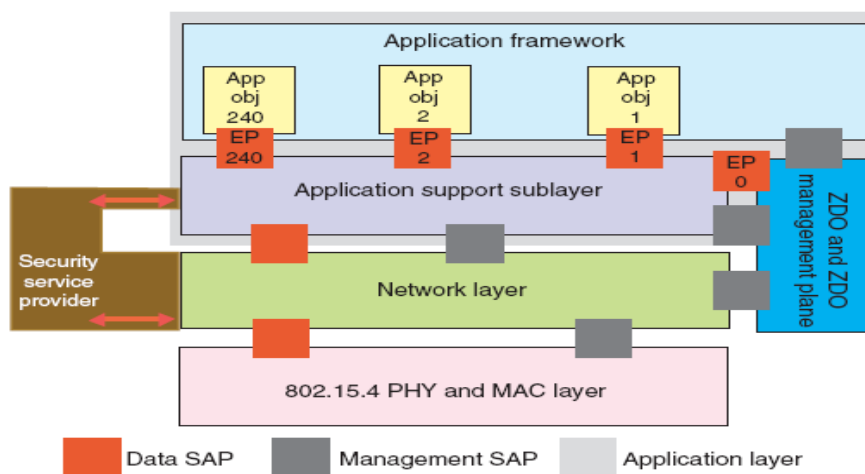 Application framework
App
obj
240
App
obj
2
App
obj
1
EP
240
EP
2
EP
1
EP
0
Application support sublayer
ZDO and ZDO
management plane
Security
service
provider
Network layer
802.15.4 PHY and MAC layer
Data SAP
Management SAP
Application layer